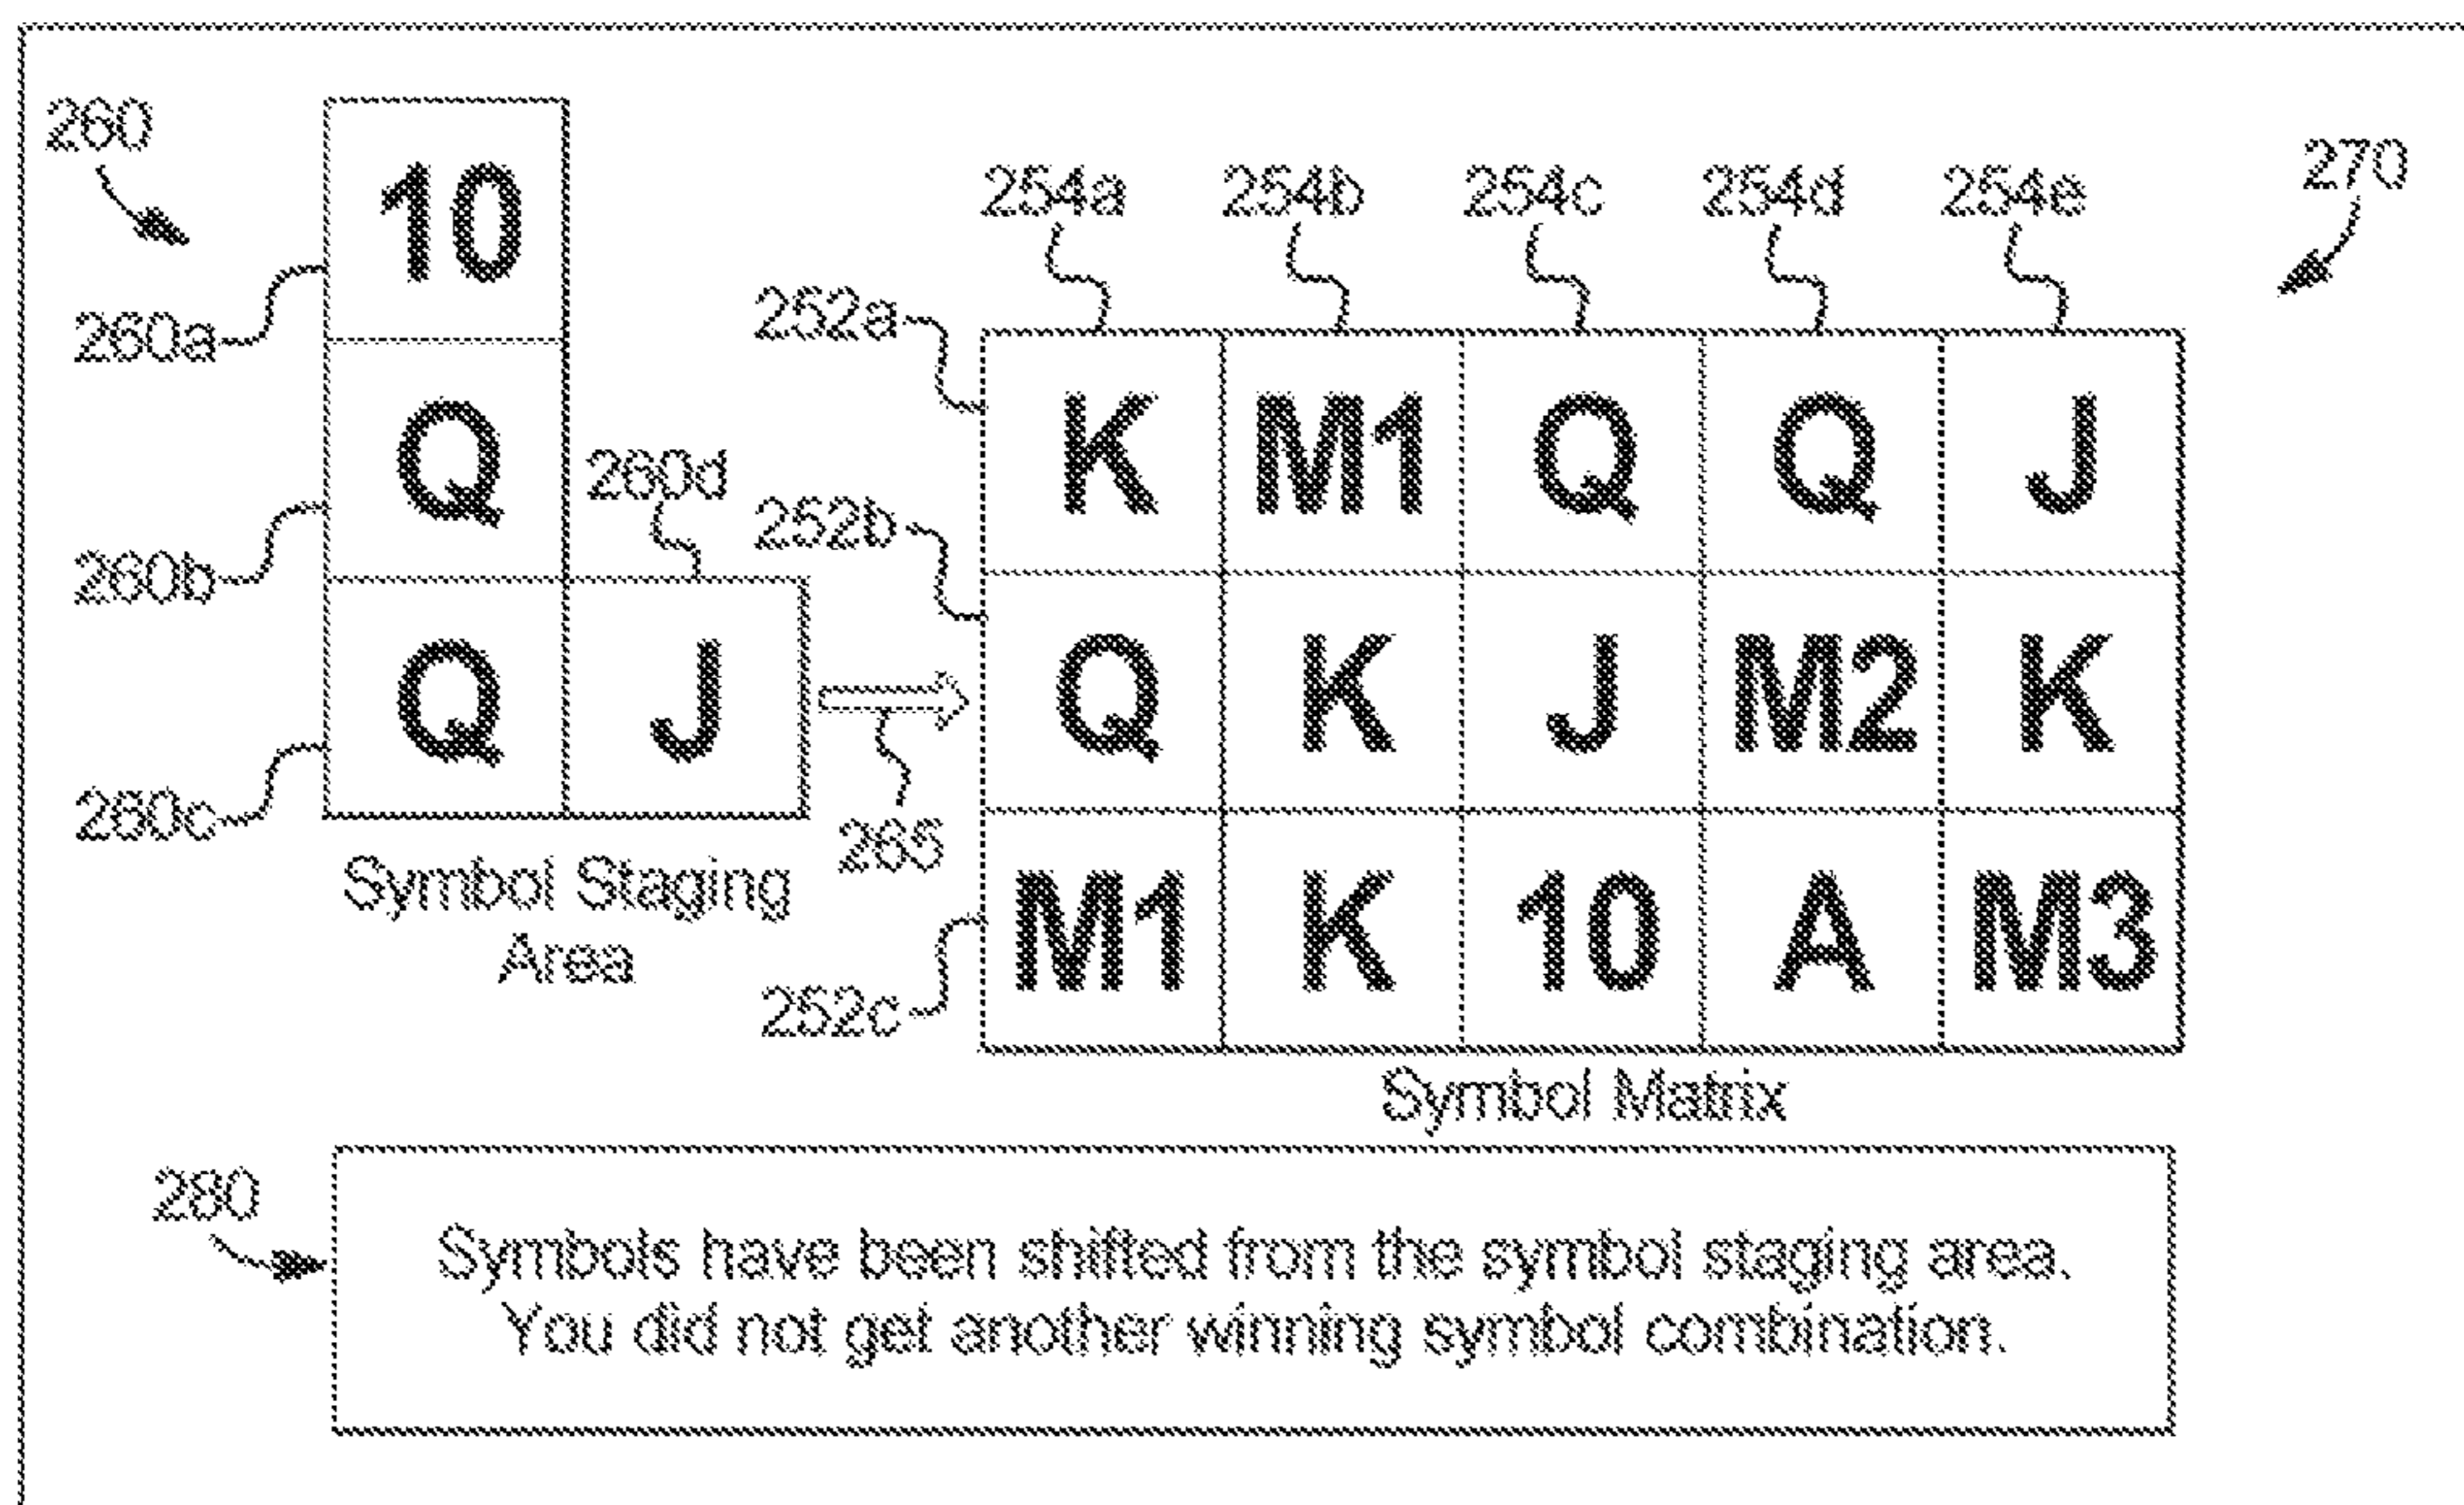 260
10
254a 254b 254c 254d 254e
270
260a
252a
K M1 Q Q J
Q
260d
252b
260b
Q J
Q K J M2 K
260c
265
Symbol Staging
Area
M1 K 10 A M3
252c
Symbol Matrix
280
Symbols have been shifted from the symbol staging area.
You did not get another winning symbol combination.